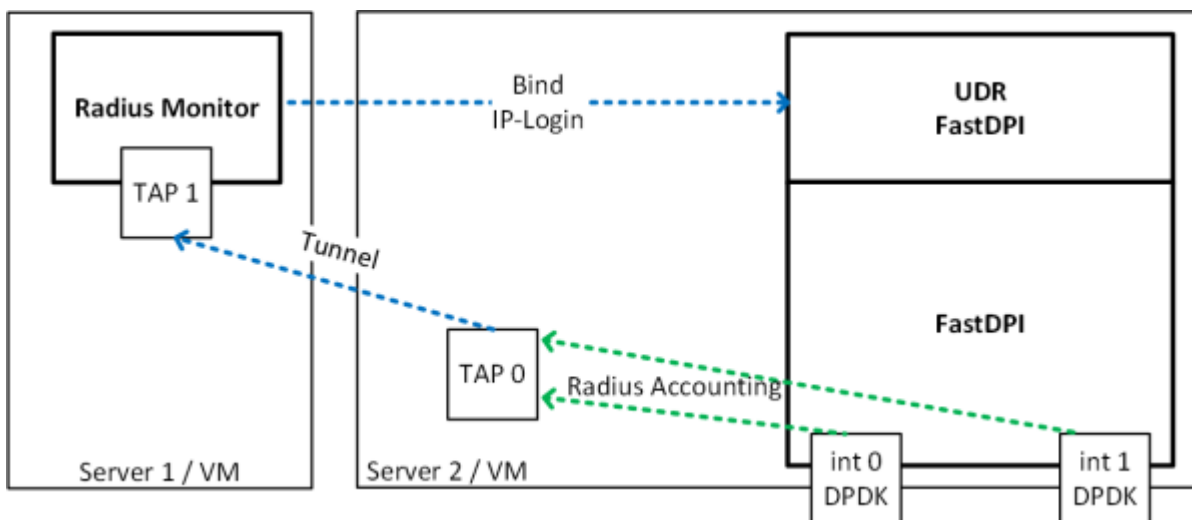 Radius Monitor
TAP 1
Bind
IP-Login
UDR
FastDPI
Tunnel
FastDPI
TAP 0
Radius Accounting
int 0
DPDK
int 1
DPDK
Server 1 / VM
Server 2 / VM